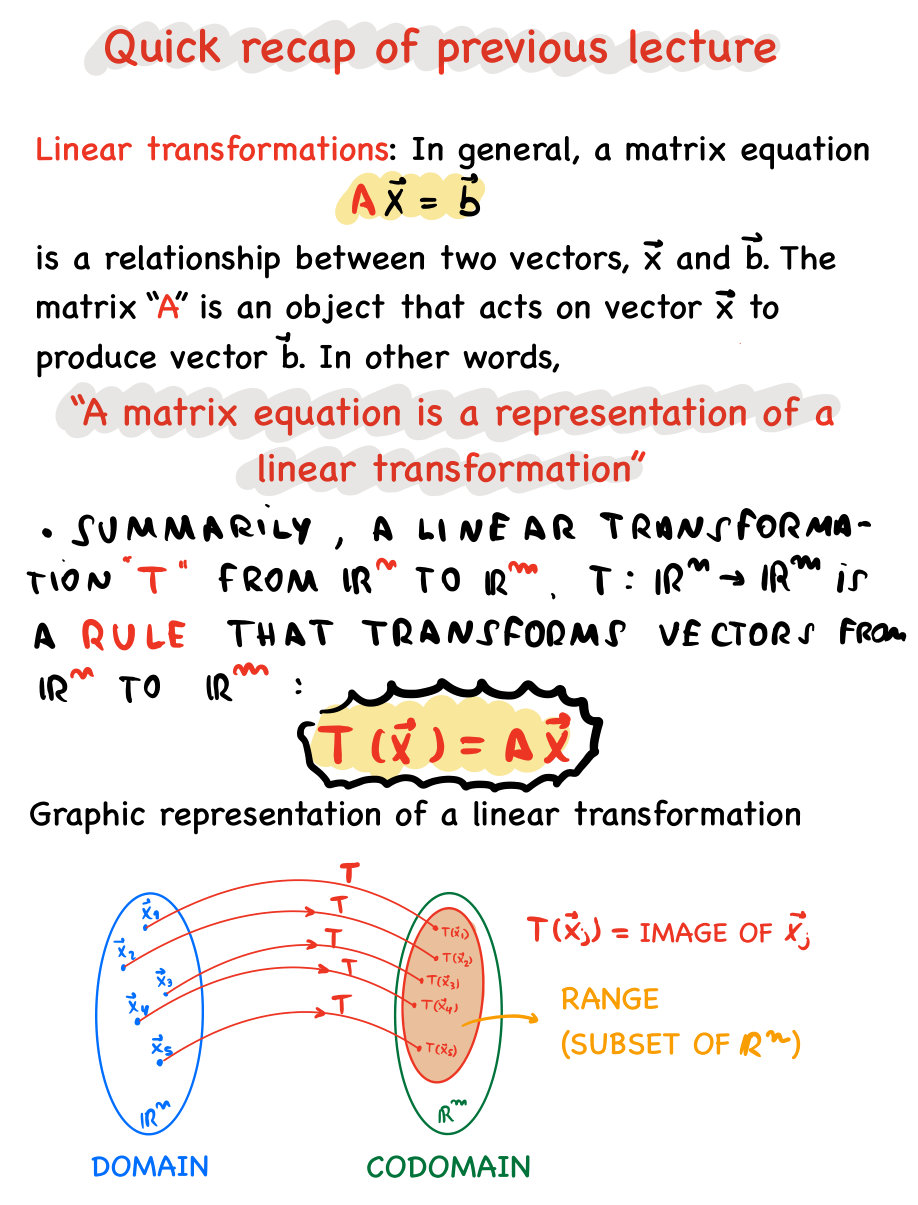 Quick recap of previous lecture
Linear transformations: In general, a matrix equation
A x⃗ = b⃗
is a relationship between two vectors, x⃗ and b⃗. The
matrix "A" is an object that acts on vector x⃗ to
produce vector b⃗. In other words,
"A matrix equation is a representation of a
linear transformation"
• SUMMARILY, A LINEAR TRANSFORMA-
TION "T" FROM ℝⁿ TO ℝᵐ. T: ℝⁿ → ℝᵐ IS
A RULE THAT TRANSFORMS VECTORS FROM
ℝⁿ TO ℝᵐ :
T(x⃗) = A x⃗
Graphic representation of a linear transformation
T
T
T
T
T
x⃗₁
x⃗₂
x⃗₃
x⃗₄
x⃗₅
ℝⁿ
DOMAIN
T(x⃗₁)
T(x⃗₂)
T(x⃗₃)
T(x⃗₄)
T(x⃗₅)
ℝᵐ
CODOMAIN
T(x⃗ⱼ) = IMAGE OF x⃗ⱼ
RANGE
(SUBSET OF ℝⁿ)